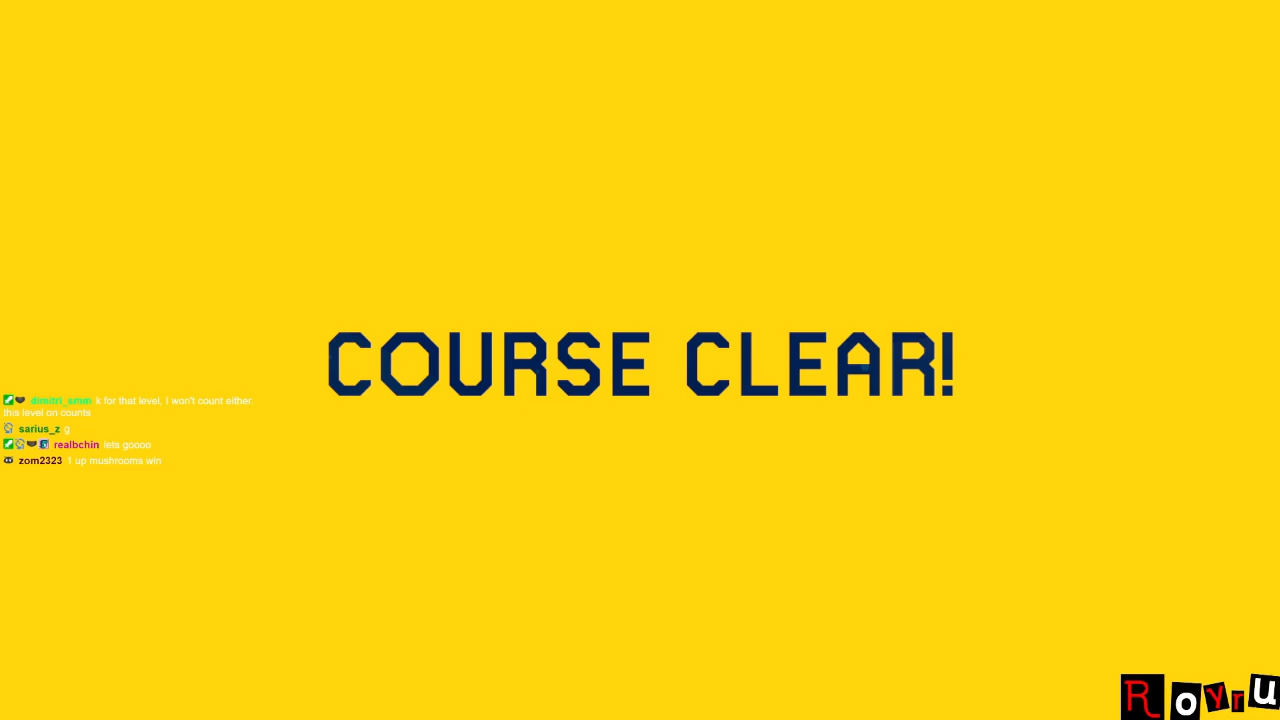 COURSE CLEAR!
dimitri_smm k for that level, I won't count either
this level on counts
sarius_z g
realbchin lets goooo
zom2323 1 up mushrooms win
Royru